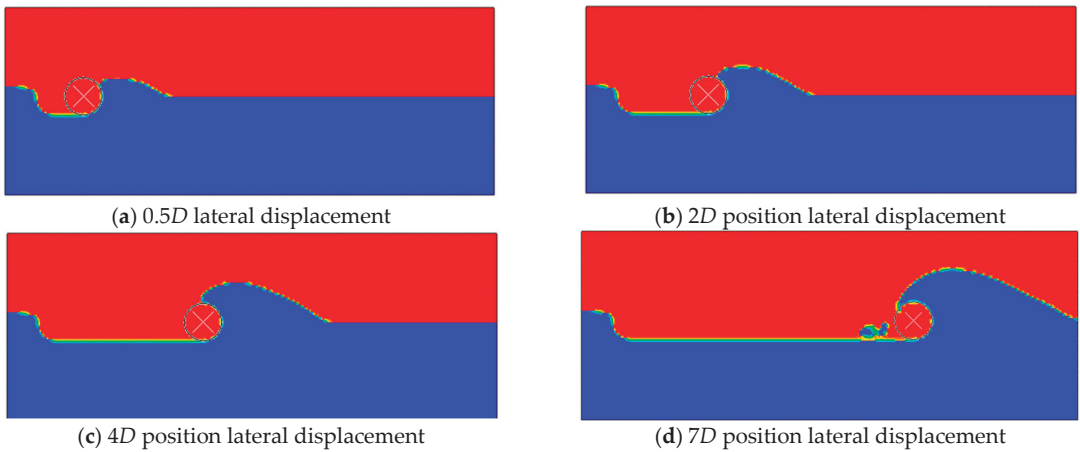 (a) 0.5D lateral displacement
(b) 2D position lateral displacement
(c) 4D position lateral displacement
(d) 7D position lateral displacement